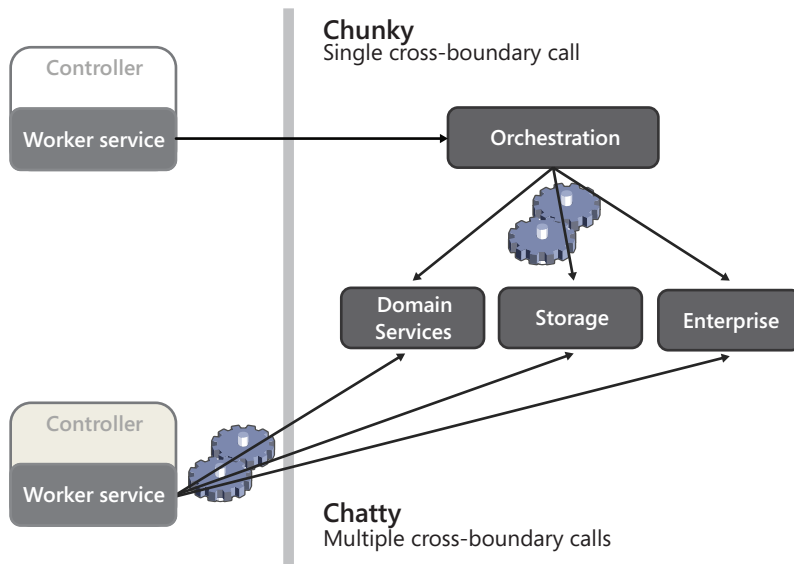 Chunky
Single cross-boundary call
Controller
Worker service
Orchestration
Domain
Services
Storage
Enterprise
Controller
Worker service
Chatty
Multiple cross-boundary calls